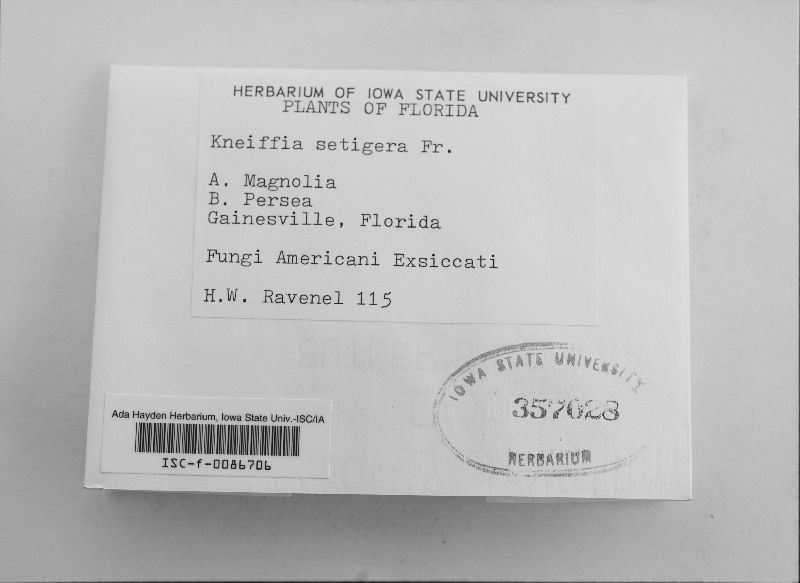 HERBARIUM OF IOWA STATE UNIVERSITY
PLANTS OF FLORIDA
Kneiffia setigera Fr.
A. Magnolia
B. Persea
Gainesville, Florida
Fungi Americani Exsiccati
H.W. Ravenel 115
IOWA STATE UNIVERSITY
357028
HERBARIUM
Ada Hayden Herbarium, Iowa State Univ.-ISC/IA
ISC-f-0086706